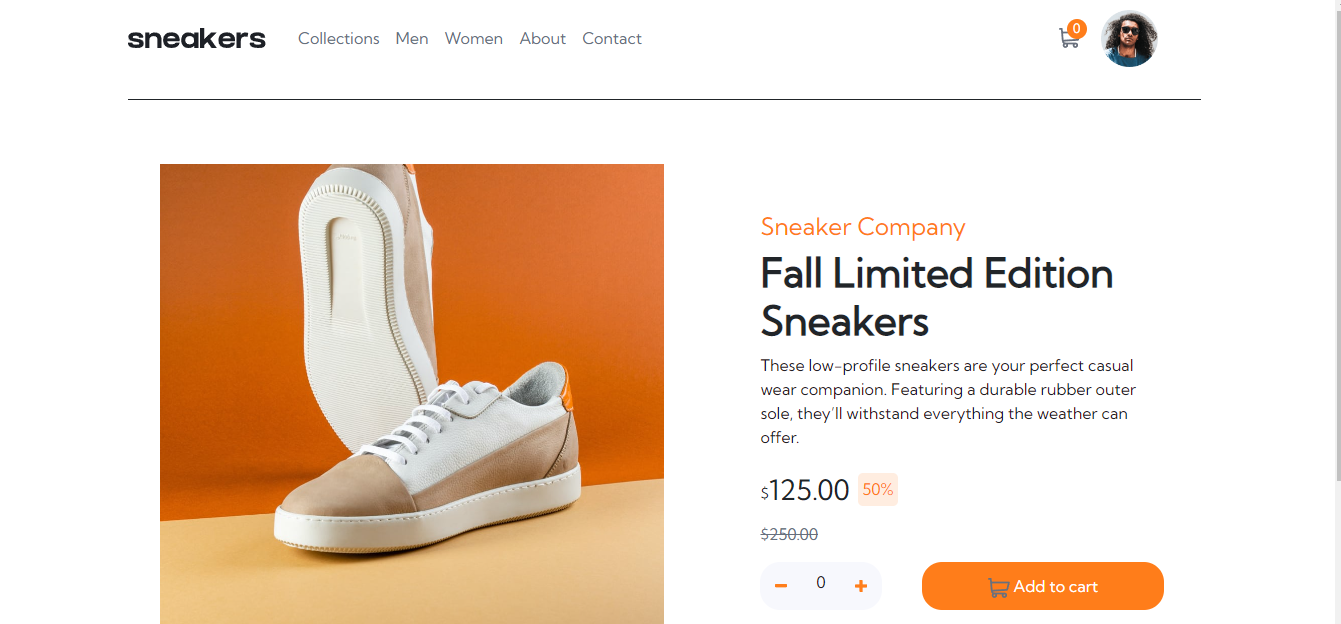 sneakers Collections Men Women About Contact 0
Sneaker Company
Fall Limited Edition
Sneakers
These low-profile sneakers are your perfect casual
wear companion. Featuring a durable rubber outer
sole, they’ll withstand everything the weather can
offer.
$125.00 50%
$250.00
0 Add to cart